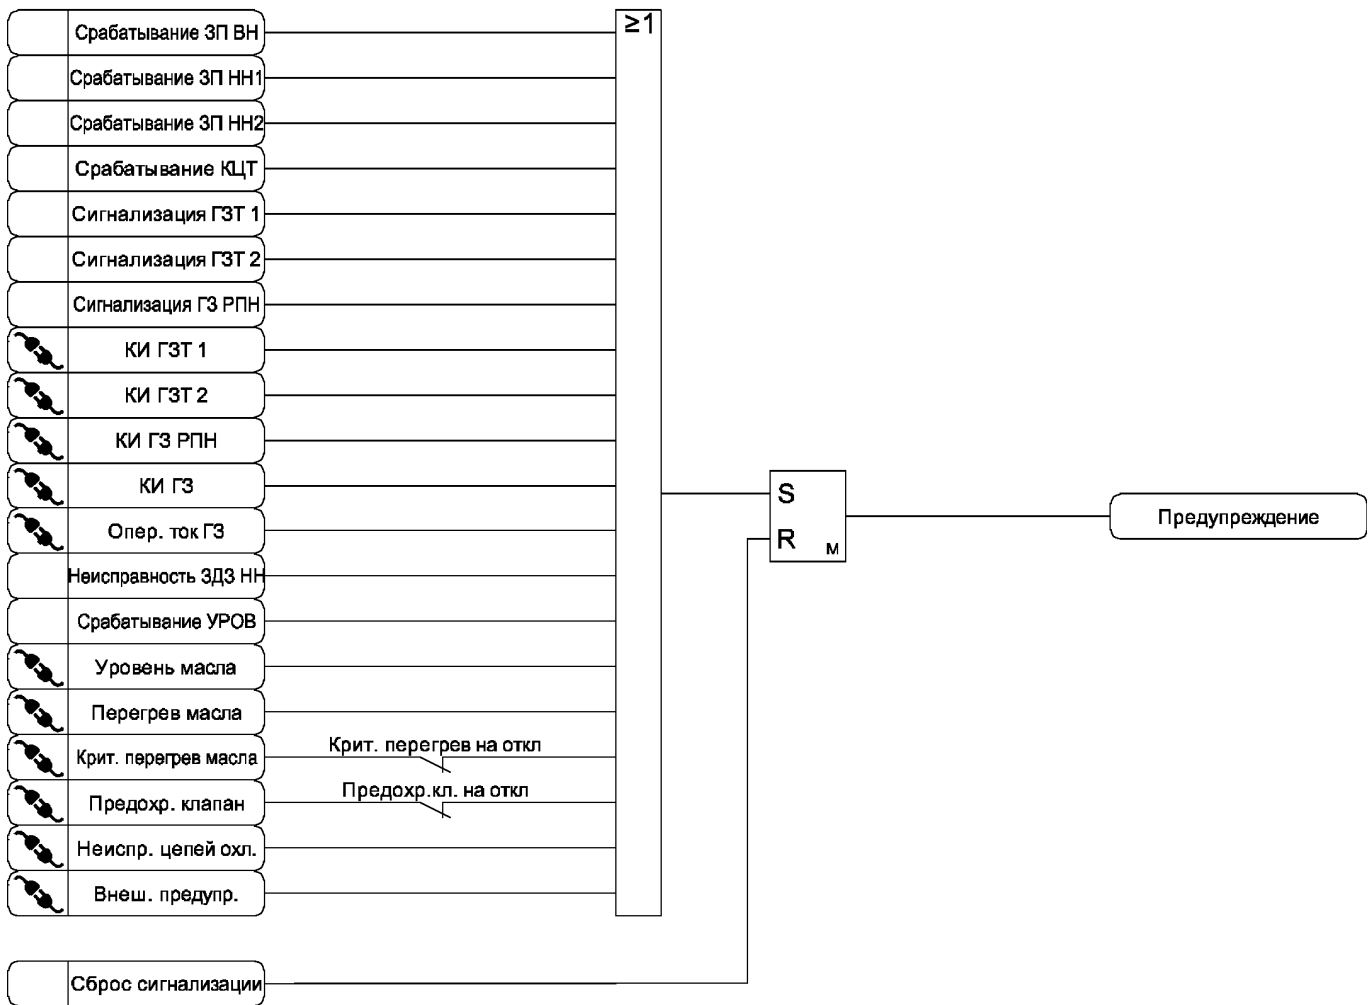 Срабатывание ЗП ВН
≥1
Срабатывание ЗП НН1
Срабатывание ЗП НН2
Срабатывание КЦТ
Сигнализация ГЗТ 1
Сигнализация ГЗТ 2
Сигнализация ГЗ РПН
КИ ГЗТ 1
КИ ГЗТ 2
КИ ГЗ РПН
КИ ГЗ
S
Опер. ток ГЗ
Предупреждение
R
M
Неисправность ЗДЗ НН
Срабатывание УРОВ
Уровень масла
Перегрев масла
Крит. перегрев масла
Крит. перегрев на откл
Предохр. клапан
Предохр.кл. на откл
Неиспр. цепей охл.
Внеш. предупр.
Сброс сигнализации